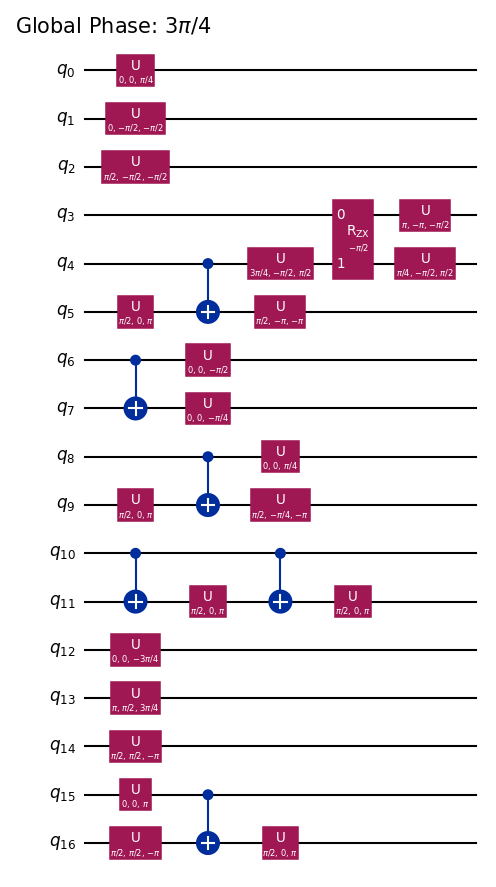 Global Phase: 3π/4
q0 U 0, 0, π/4
q1 U 0, −π/2, −π/2
q2 U π/2, −π/2, −π/2
q3 0 RZX −π/2 U π, −π, −π/2
q4 U 3π/4, −π/2, π/2 1 U π/4, −π/2, π/2
q5 U π/2, 0, π U π/2, −π, −π
q6 U 0, 0, −π/2
q7 U 0, 0, −π/4
q8 U 0, 0, π/4
q9 U π/2, 0, π U π/2, −π/4, −π
q10
q11 U π/2, 0, π U π/2, 0, π
q12 U 0, 0, −3π/4
q13 U π, π/2, 3π/4
q14 U π/2, π/2, −π
q15 U 0, 0, π
q16 U π/2, π/2, −π U π/2, 0, π